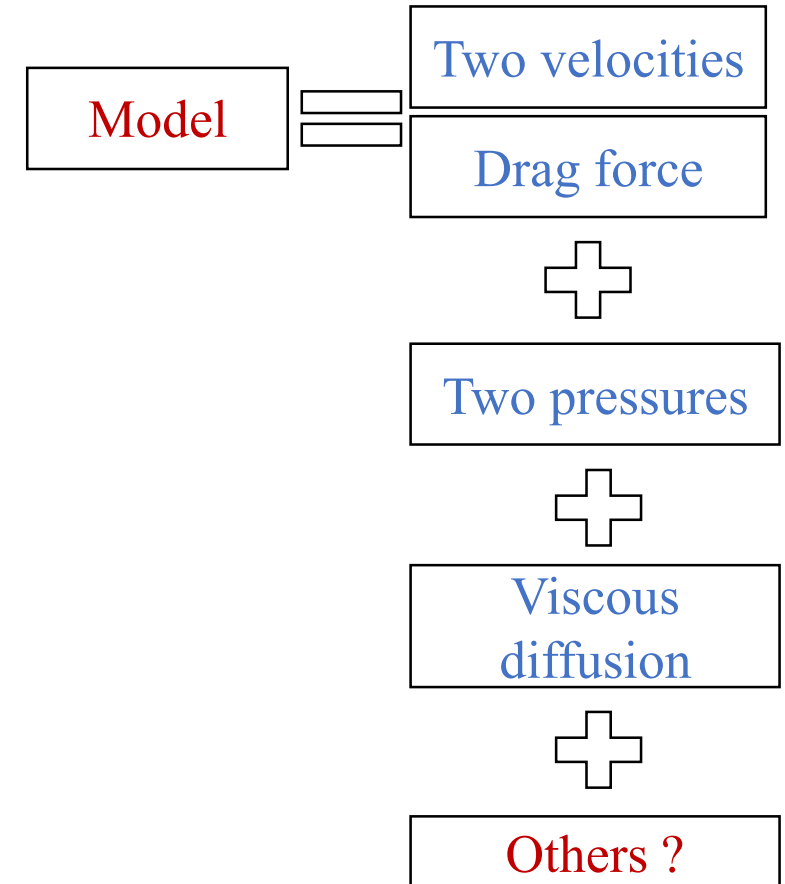 Model
Two velocities
Drag force
Two pressures
Viscous
diffusion
Others ?